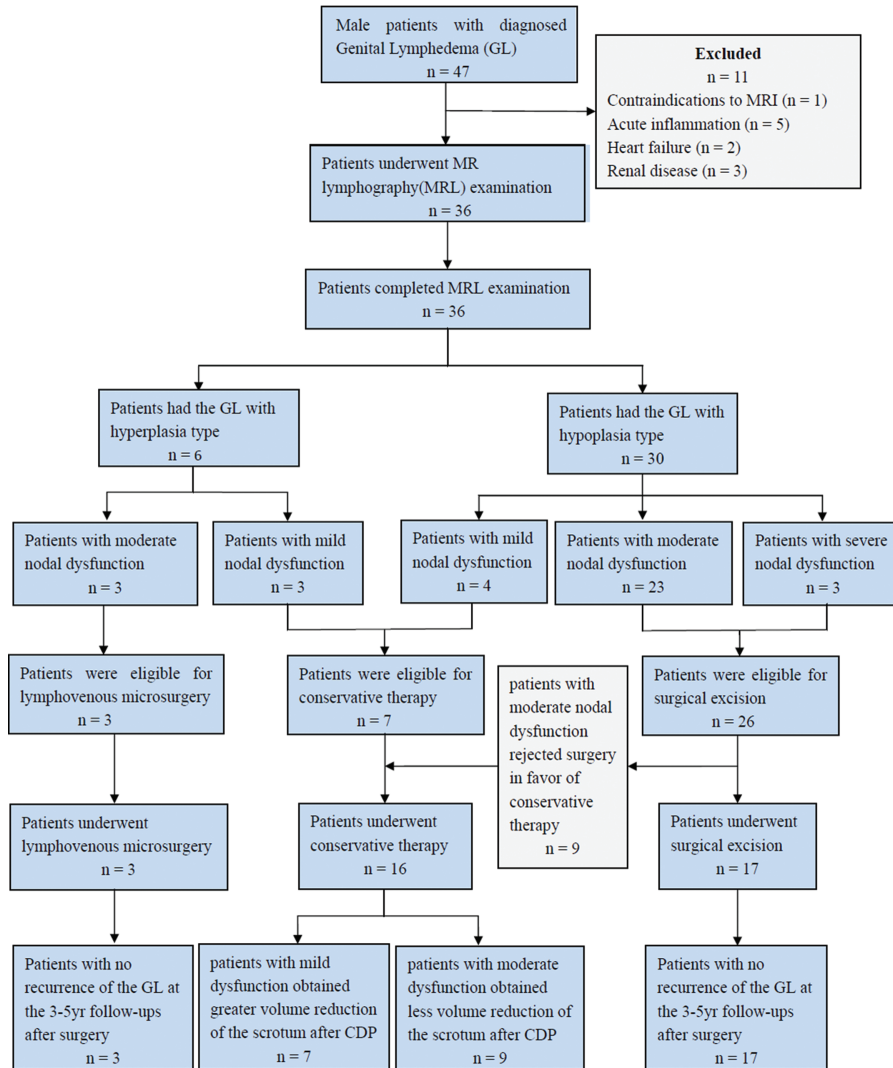 Male patients with diagnosed
Genital Lymphedema (GL)
n = 47
Excluded
n = 11
Contraindications to MRI (n = 1)
Acute inflammation (n = 5)
Heart failure (n = 2)
Renal disease (n = 3)
Patients underwent MR
lymphography(MRL) examination
n = 36
Patients completed MRL examination
n = 36
Patients had the GL with
hyperplasia type
n = 6
Patients had the GL with
hypoplasia type
n = 30
Patients with moderate
nodal dysfunction
n = 3
Patients with mild
nodal dysfunction
n = 3
Patients with mild
nodal dysfunction
n = 4
Patients with moderate
nodal dysfunction
n = 23
Patients with severe
nodal dysfunction
n = 3
Patients were eligible for
lymphovenous microsurgery
n = 3
Patients were eligible for
conservative therapy
n = 7
patients with
moderate nodal
dysfunction
rejected surgery
in favor of
conservative
therapy
n = 9
Patients were eligible for
surgical excision
n = 26
Patients underwent
lymphovenous microsurgery
n = 3
Patients underwent
conservative therapy
n = 16
Patients underwent
surgical excision
n = 17
Patients with no
recurrence of the GL at
the 3-5yr follow-ups
after surgery
n = 3
patients with mild
dysfunction obtained
greater volume reduction
of the scrotum after CDP
n = 7
patients with moderate
dysfunction obtained
less volume reduction of
the scrotum after CDP
n = 9
Patients with no
recurrence of the GL at
the 3-5yr follow-ups
after surgery
n = 17